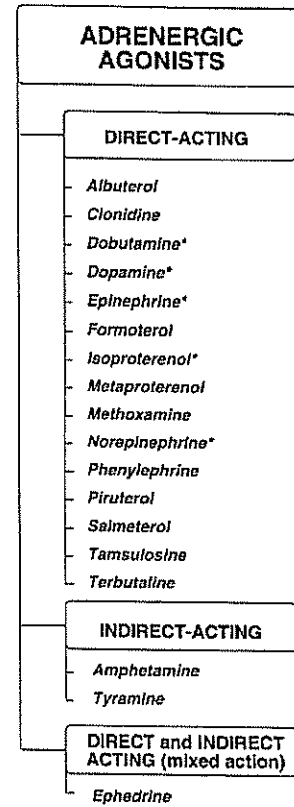 ADRENERGIC
AGONISTS
DIRECT-ACTING
Albuterol
Clonidine
Dobutamine*
Dopamine*
Epinephrine*
Formoterol
Isoproterenol*
Metaproterenol
Methoxamine
Norepinephrine*
Phenylephrine
Piruterol
Salmeterol
Tamsulosine
Terbutaline
INDIRECT-ACTING
Amphetamine
Tyramine
DIRECT and INDIRECT
ACTING (mixed action)
Ephedrine